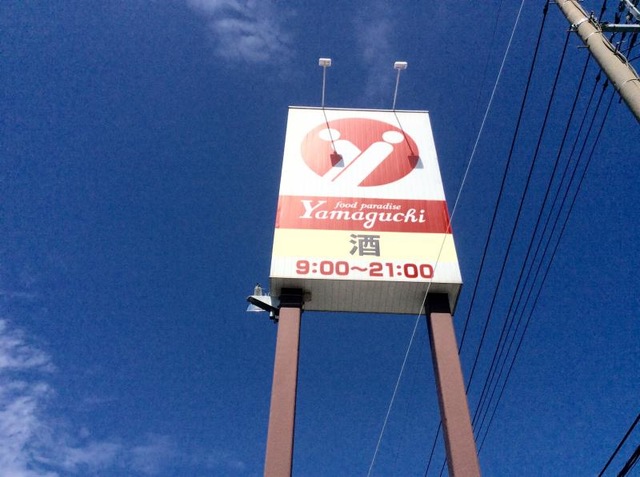 food paradise
Yamaguchi
酒
9:00～21:00